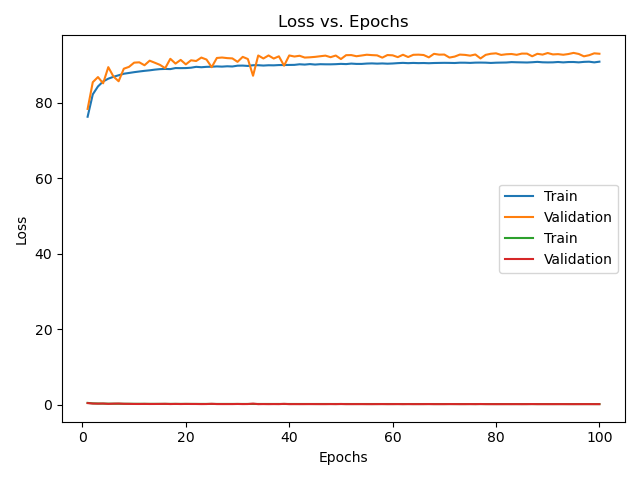 Loss vs. Epochs
Loss
80
60
40
20
0
Train
Validation
Train
Validation
0 20 40 60 80 100
Epochs